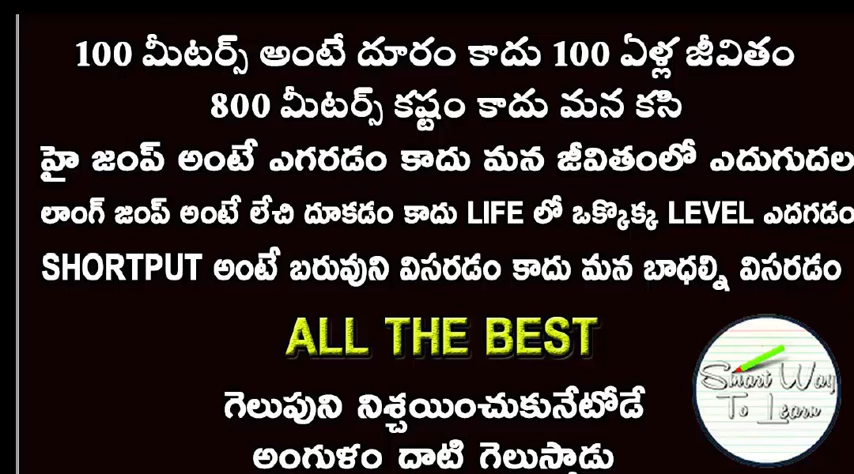 100 మీటర్స్ అంటే దూరం కాదు 100 ఏళ్ల జీవితం
800 మీటర్స్ కష్టం కాదు మన కసి
హై జంప్ అంటే ఎగరడం కాదు మన జీవితంలో ఎదుగుదల
లాంగ్ జంప్ అంటే లేచి దూకడం కాదు LIFE లో ఒక్కొక్క LEVEL ఎదగడం
SHORTPUT అంటే బరువుని విసరడం కాదు మన బాధల్ని విసరడం
ALL THE BEST
Smart Way
To Learn
గెలుపుని నిశ్చయించుకునేటోడే
అంగుళం దాటి గెలుస్తాడు